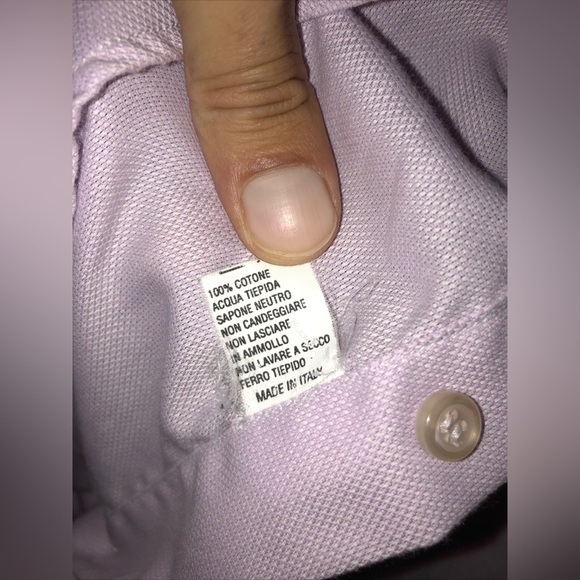 100% COTONE
ACQUA TIEPIDA
SAPONE NEUTRO
NON CANDEGGIARE
NON LASCIARE
IN AMMOLLO
NON LAVARE A SECCO
FERRO TIEPIDO
MADE IN ITALY